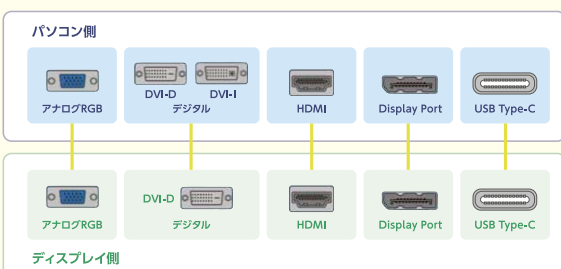 パソコン側
アナログRGB
DVI-D DVI-I
デジタル
HDMI
Display Port
USB Type-C
DVI-D
アナログRGB
デジタル
HDMI
Display Port
USB Type-C
ディスプレイ側